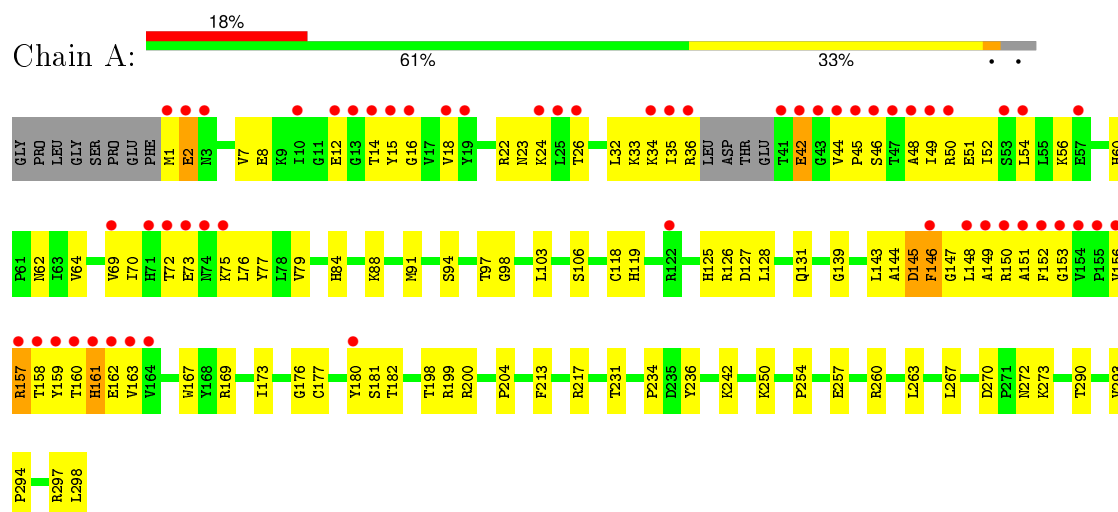 18%
Chain A:
61% 33% • •
GLY PRO LEU GLY SER PRO GLU PHE M1 E2 N3 V7 E8 K9 I10 G11 E12 G13 T14 Y15 G16 V17 V18 Y19 R22 N23 K24 L25 T26 L32 K33 K34 I35 R36 LEU ASP THR GLU T41 E42 G43 V44 P45 S46 T47 A48 I49 R50 E51 I52 S53 L54 L55 K56 E57 H60
P61 N62 I63 V64 V69 I70 H71 T72 E73 N74 K75 L76 Y77 L78 V79 H84 K88 M91 S94 T97 G98 L103 S106 C118 H119 R122 H125 R126 D127 L128 Q131 G139 L143 A144 D145 F146 G147 L148 A149 R150 A151 F152 G153 V154 P155 V156
R157 T158 Y159 T160 H161 E162 V163 V164 W167 Y168 R169 I173 G176 C177 Y180 S181 T182 T198 R199 R200 P204 F213 R217 T231 P234 D235 Y236 K242 K250 P254 E257 R260 L263 L267 D270 P271 N272 K273 T290 V293
P294 R297 L298